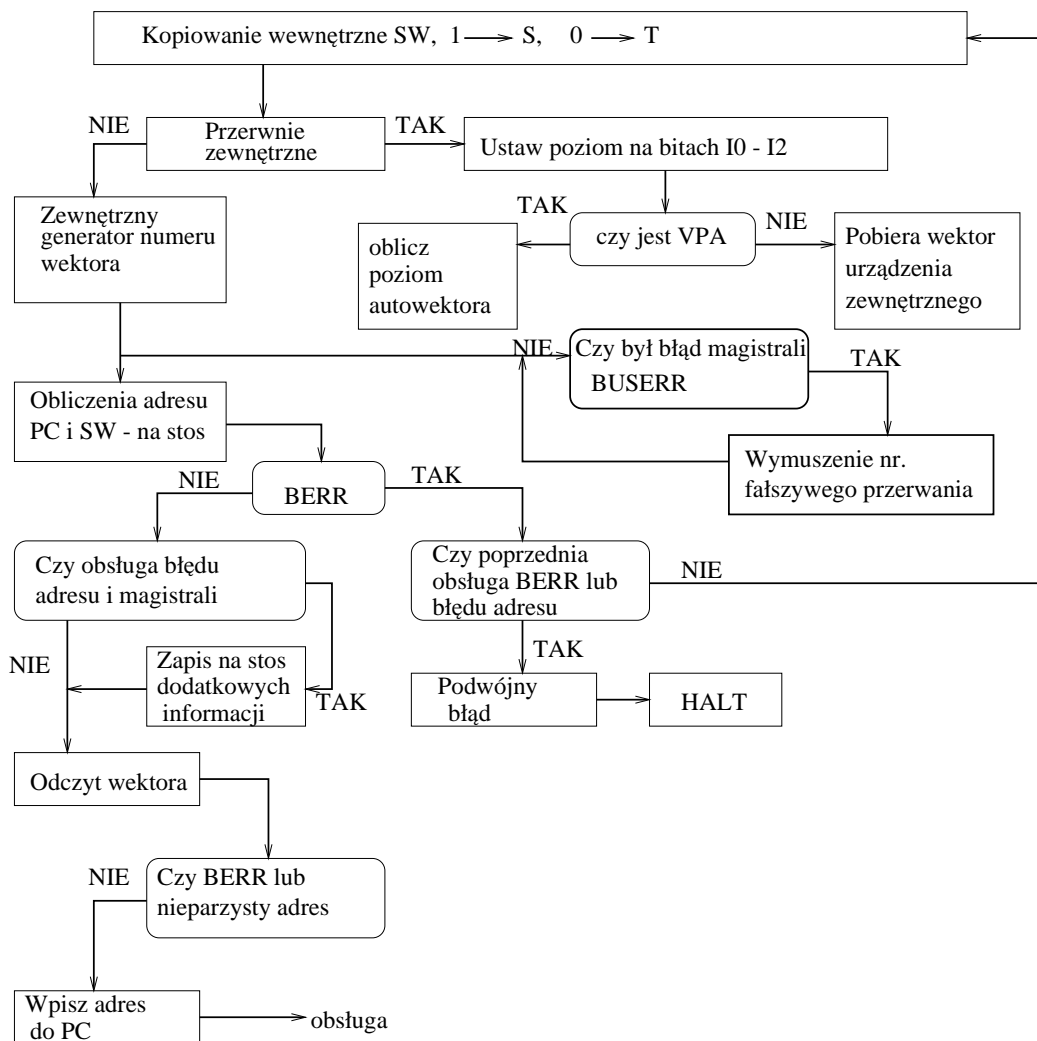 Kopiowanie wewnętrzne SW, 1 → S, 0 → T
NIE
Przerwnie
zewnętrzne
TAK
Ustaw poziom na bitach I0 - I2
Zewnętrzny
generator numeru
wektora
TAK
czy jest VPA
NIE
oblicz
poziom
autowektora
Pobiera wektor
urządzenia
zewnętrznego
NIE
Czy był błąd magistrali
BUSERR
TAK
Obliczenia adresu
PC i SW - na stos
Wymuszenie nr.
fałszywego przerwania
NIE
BERR
TAK
Czy obsługa błędu
adresu i magistrali
Czy poprzednia
obsługa BERR lub
błędu adresu
NIE
NIE
Zapis na stos
dodatkowych
informacji
TAK
TAK
Podwójny
błąd
HALT
Odczyt wektora
NIE
Czy BERR lub
nieparzysty adres
Wpisz adres
do PC
obsługa